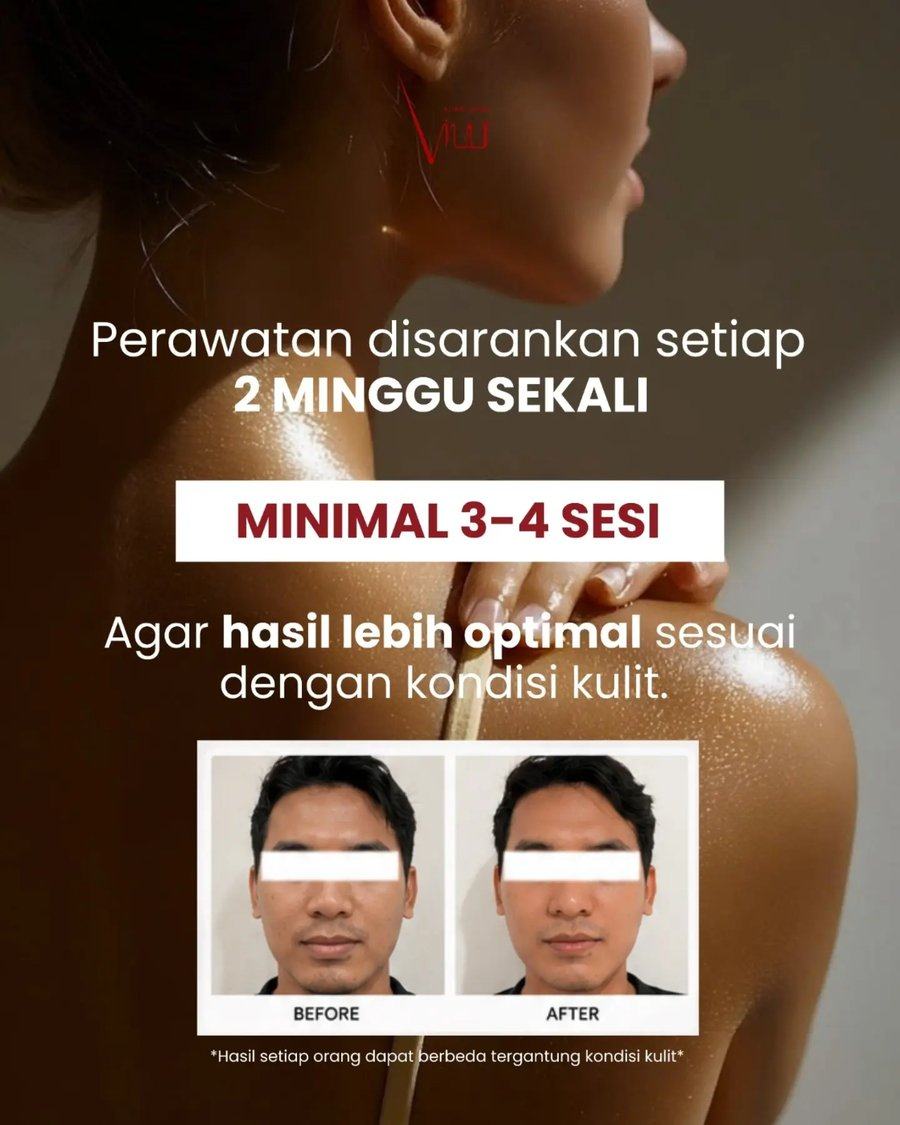 Perawatan disarankan setiap
2 MINGGU SEKALI
MINIMAL 3-4 SESI
Agar hasil lebih optimal sesuai
dengan kondisi kulit.
BEFORE
AFTER
*Hasil setiap orang dapat berbeda tergantung kondisi kulit*